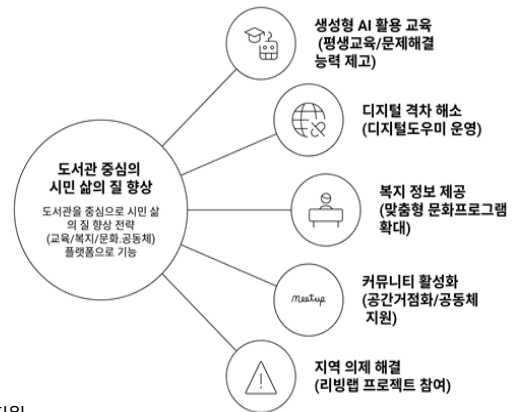 생성형 AI 활용 교육
(평생교육/문제해결
능력 제고)
디지털 격차 해소
(디지털도우미 운영)
도서관 중심의
시민 삶의 질 향상
도서관을 중심으로 시민 삶
의 질 향상 전략
(교육/복지/문화.공동체)
플랫폼으로 기능
복지 정보 제공
(맞춤형 문화프로그램
확대)
Meetup
커뮤니티 활성화
(공간거점화/공동체
지원)
지역 의제 해결
(리빙랩 프로젝트 참여)